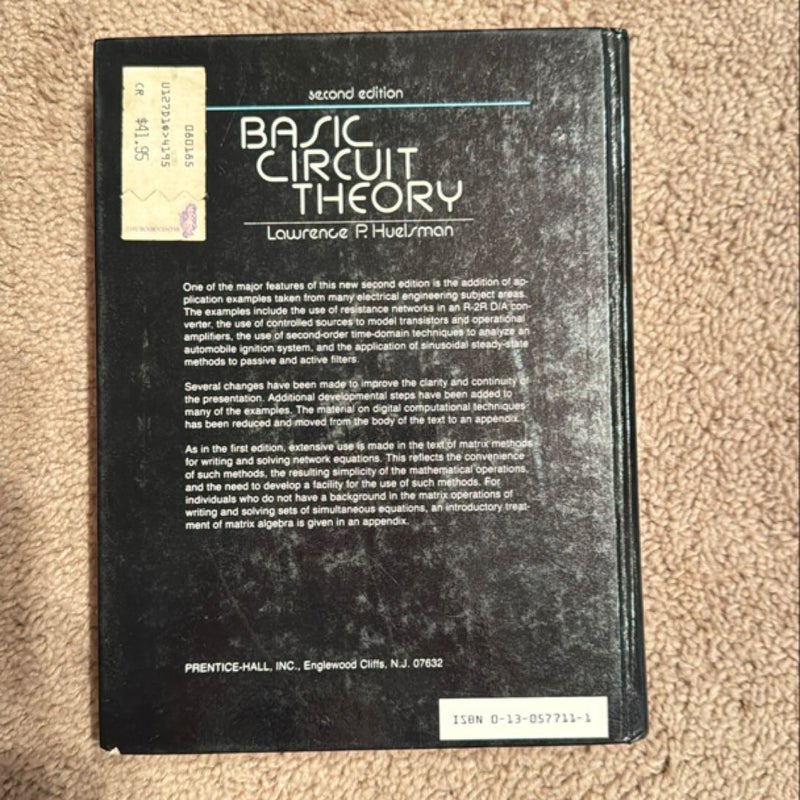 second edition
BASIC
CIRCUIT
THEORY
Lawrence P. Huelsman
060165
U127D10>4195
CR $41.95
One of the major features of this new second edition is the addition of ap-
plication examples taken from many electrical engineering subject areas.
The examples include the use of resistance networks in an R-2R D/A con-
verter, the use of controlled sources to model transistors and operational
amplifiers, the use of second-order time-domain techniques to analyze an
automobile ignition system, and the application of sinusoidal steady-state
methods to passive and active filters.
Several changes have been made to improve the clarity and continuity of
the presentation. Additional developmental steps have been added to
many of the examples. The material on digital computational techniques
has been reduced and moved from the body of the text to an appendix.
As in the first edition, extensive use is made in the text of matrix methods
for writing and solving network equations. This reflects the convenience
of such methods, the resulting simplicity of the mathematical operations,
and the need to develop a facility for the use of such methods. For
individuals who do not have a background in the matrix operations of
writing and solving sets of simultaneous equations, an introductory treat-
ment of matrix algebra is given in an appendix.
PRENTICE-HALL, INC., Englewood Cliffs, N.J. 07632
ISBN 0-13-057711-1